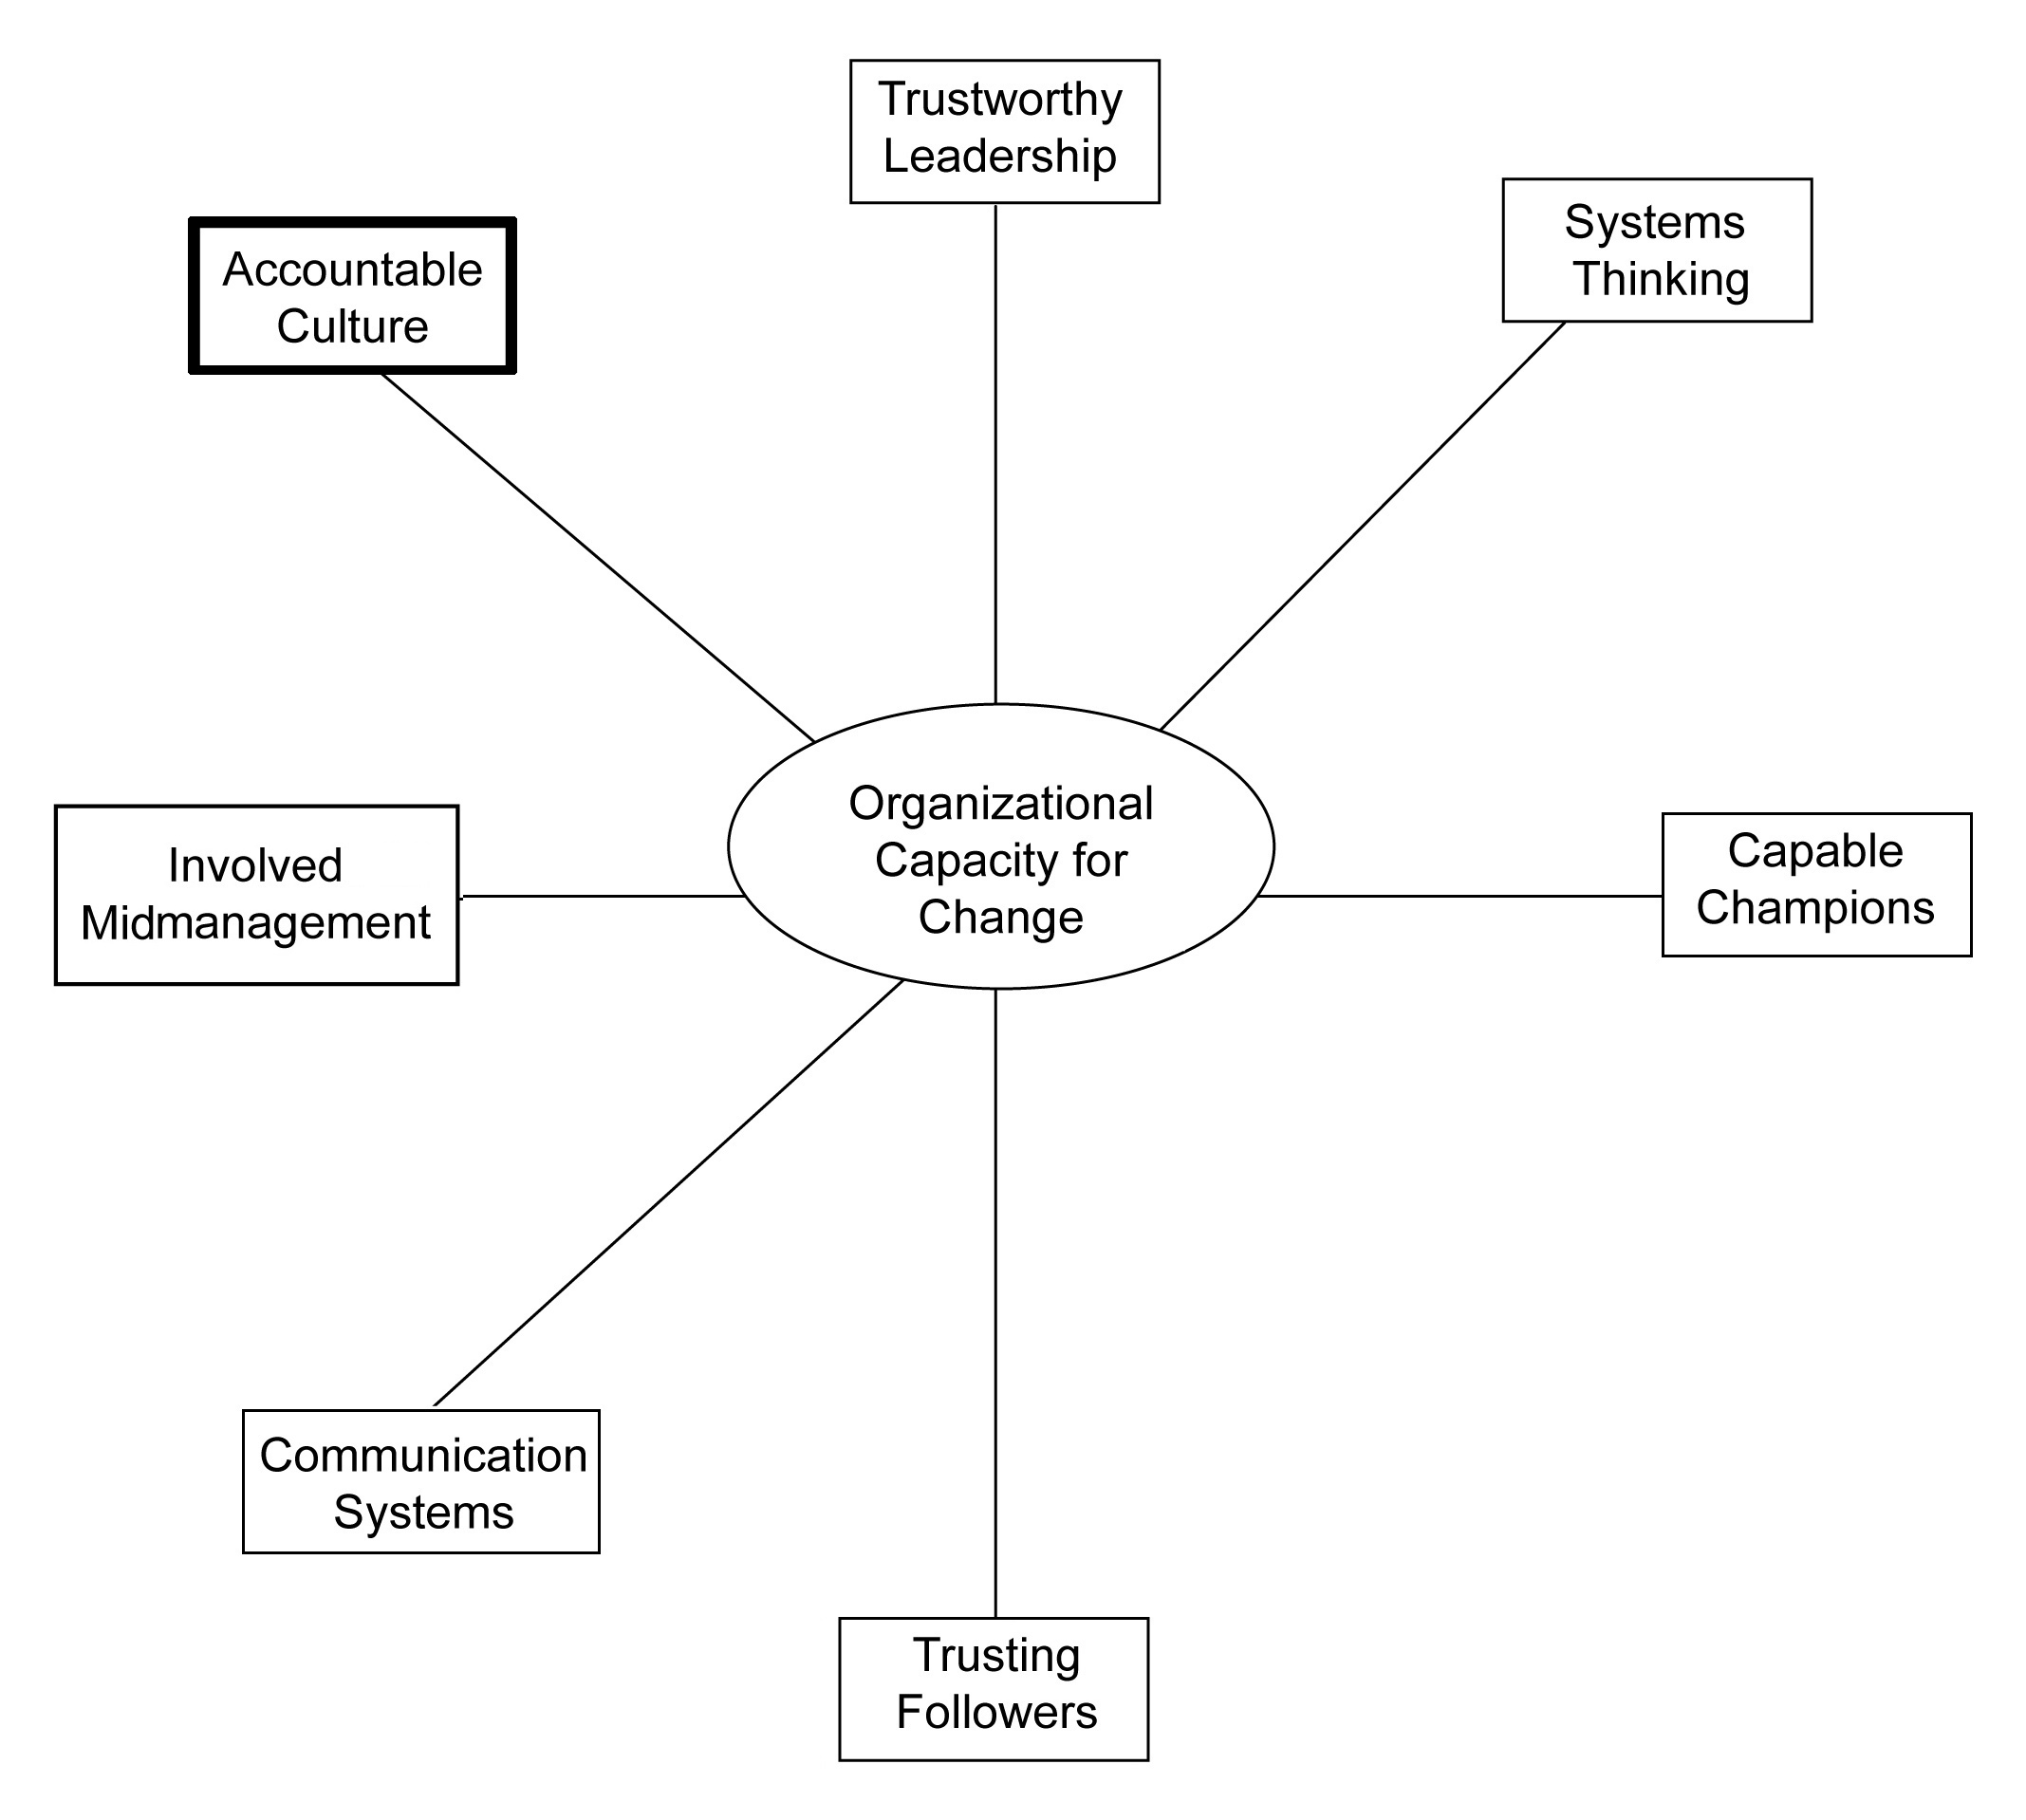 Trustworthy
Leadership
Systems
Thinking
Accountable
Culture
Organizational
Capacity for
Change
Involved
Midmanagement
Capable
Champions
Communication
Systems
Trusting
Followers